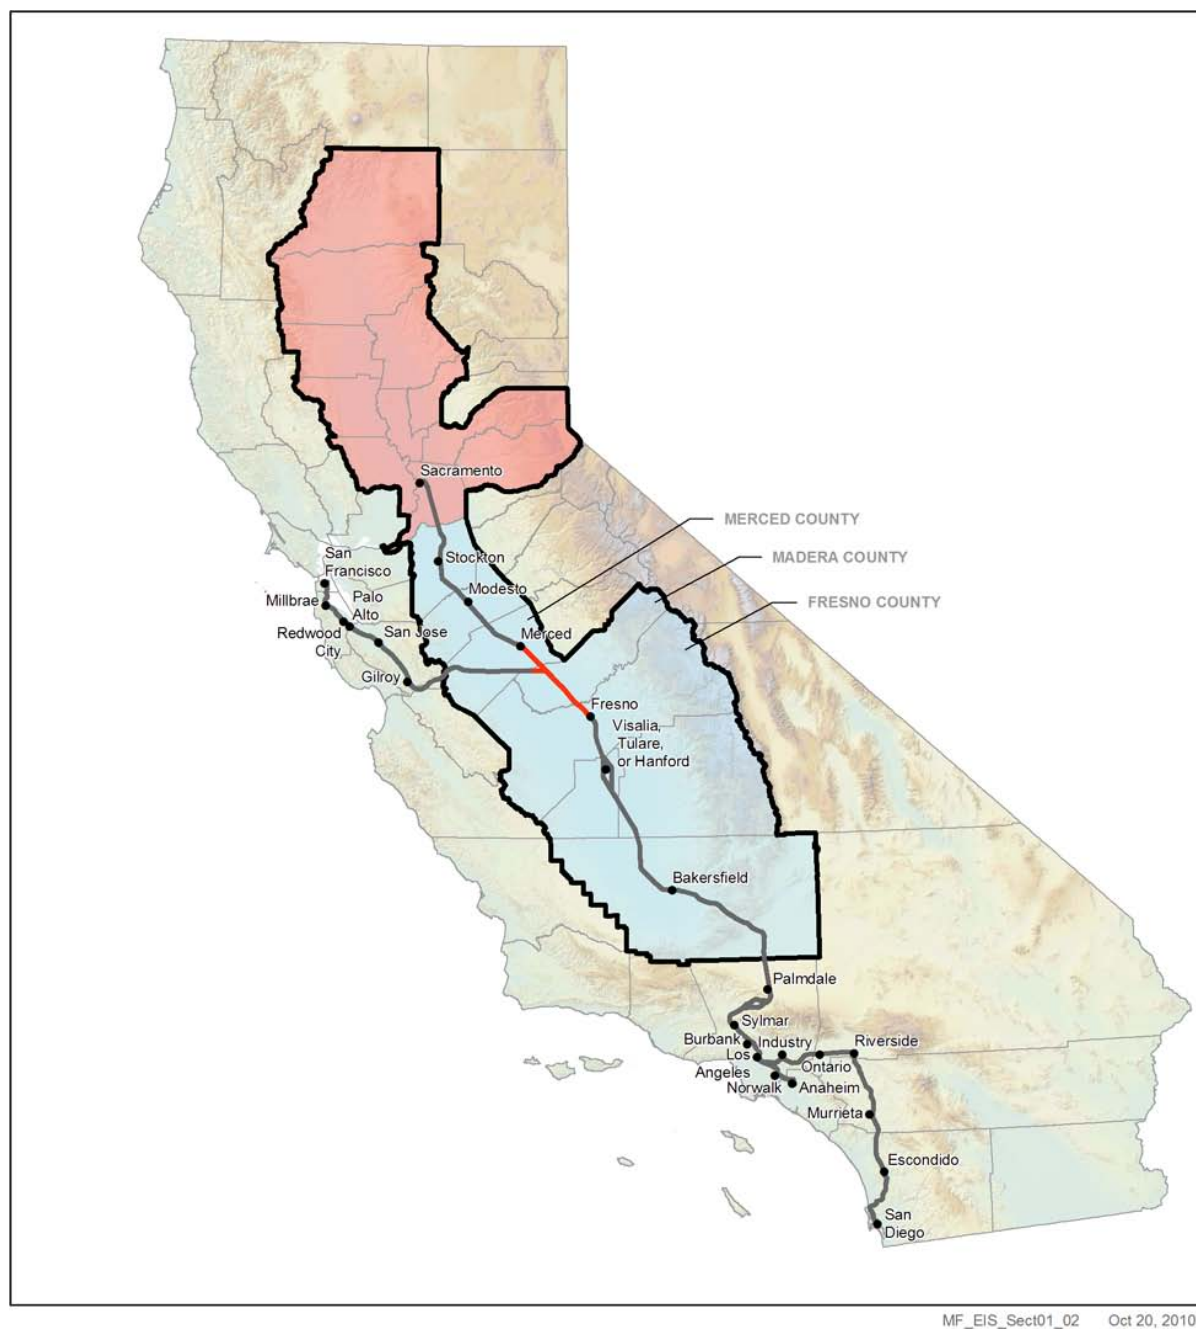 Sacramento
MERCED COUNTY
MADERA COUNTY
FRESNO COUNTY
Stockton
San
Francisco
Modesto
Millbrae
Palo
Alto
Redwood
City
San Jose
Merced
Gilroy
Fresno
Visalia,
Tulare,
or Hanford
Bakersfield
Palmdale
Sylmar
Burbank
Industry
Riverside
Los
Angeles
Ontario
Norwalk
Anaheim
Murrieta
Escondido
San
Diego
MF_EIS_Sect01_02 Oct 20, 2010